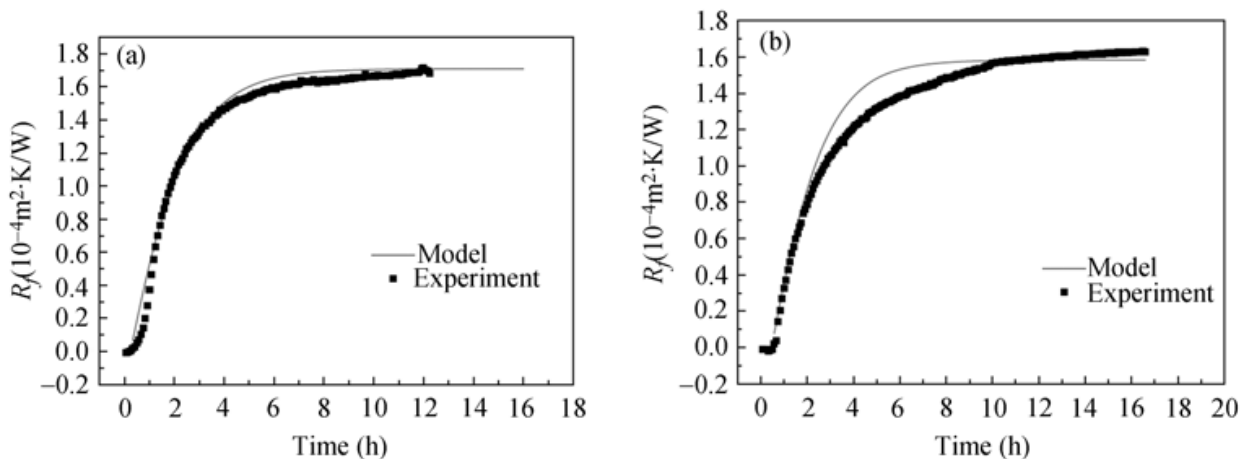 (a)
1.8
1.6
1.4
1.2
1.0
0.8
0.6
0.4
0.2
0.0
–0.2
R_f(10⁻⁴m²·K/W)
Model
Experiment
0 2 4 6 8 10 12 14 16 18
Time (h)
(b)
1.8
1.6
1.4
1.2
1.0
0.8
0.6
0.4
0.2
0.0
–0.2
R_f(10⁻⁴m²·K/W)
Model
Experiment
0 2 4 6 8 10 12 14 16 18 20
Time (h)